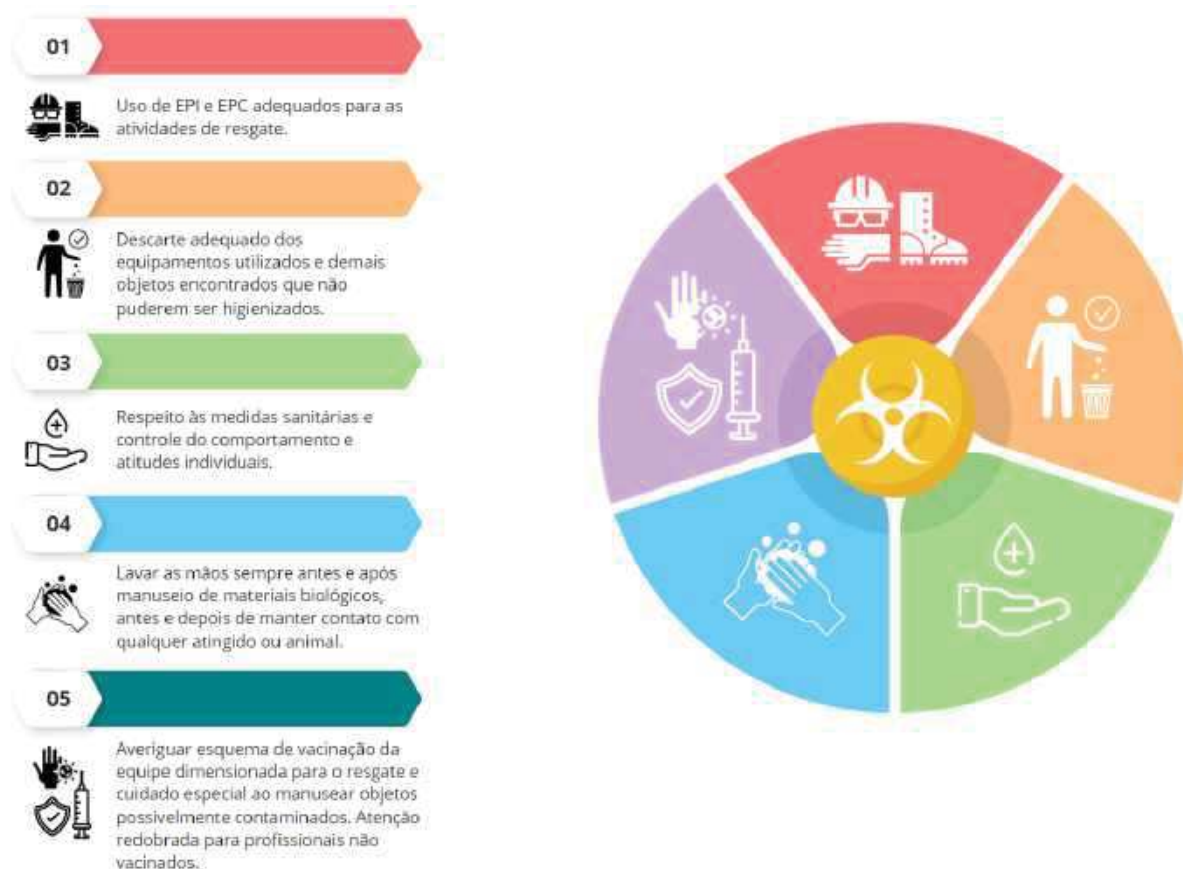 01
Uso de EPI e EPC adequados para as
atividades de resgate.
02
Descarte adequado dos
equipamentos utilizados e demais
objetos encontrados que não
puderem ser higienizados.
03
Respeito às medidas sanitárias e
controle do comportamento e
atitudes individuais.
04
Lavar as mãos sempre antes e após
manuseio de materiais biológicos,
antes e depois de manter contato com
qualquer atingido ou animal.
05
Averiguar esquema de vacinação da
equipe dimensionada para o resgate e
cuidado especial ao manusear objetos
possivelmente contaminados. Atenção
redobrada para profissionais não
vacinados.